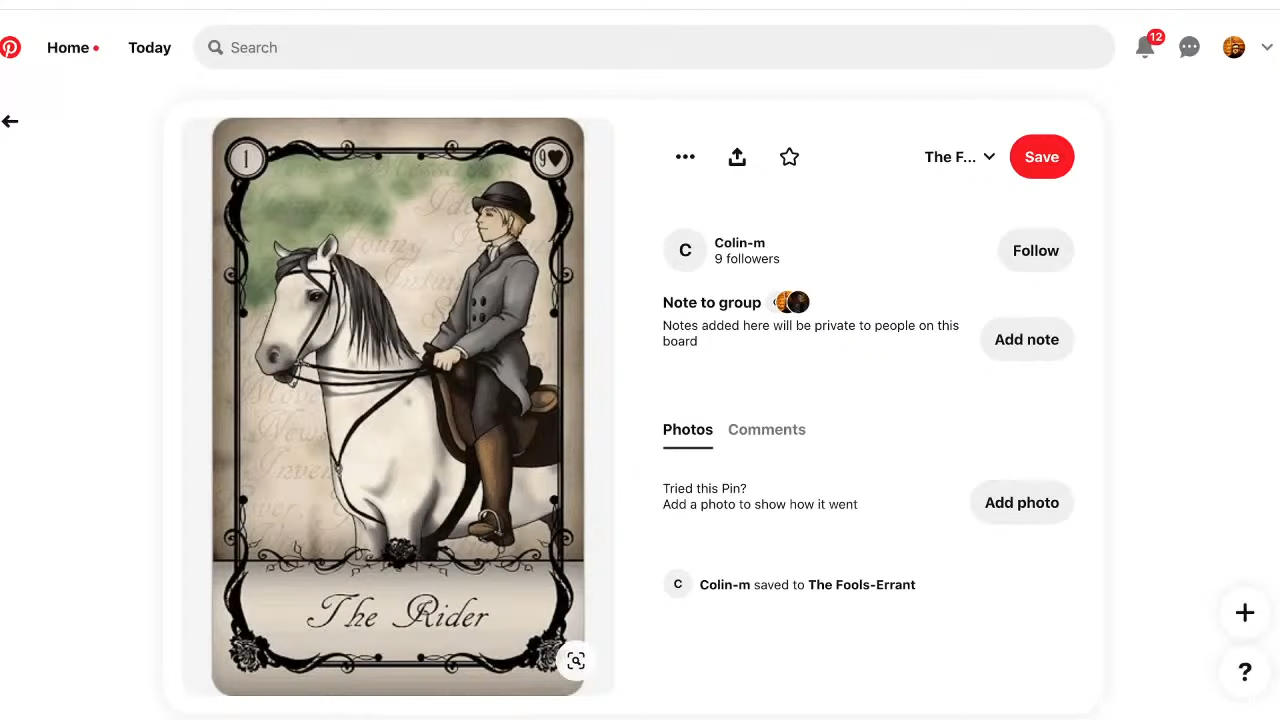 Home
Today
Search
12
1
9
The F...
Save
C
Colin-m
9 followers
Follow
Note to group
Notes added here will be private to people on this
board
Add note
Young
News
Photos
Comments
Tried this Pin?
Add a photo to show how it went
Add photo
C
Colin-m saved to The Fools-Errant
The Rider
+
?